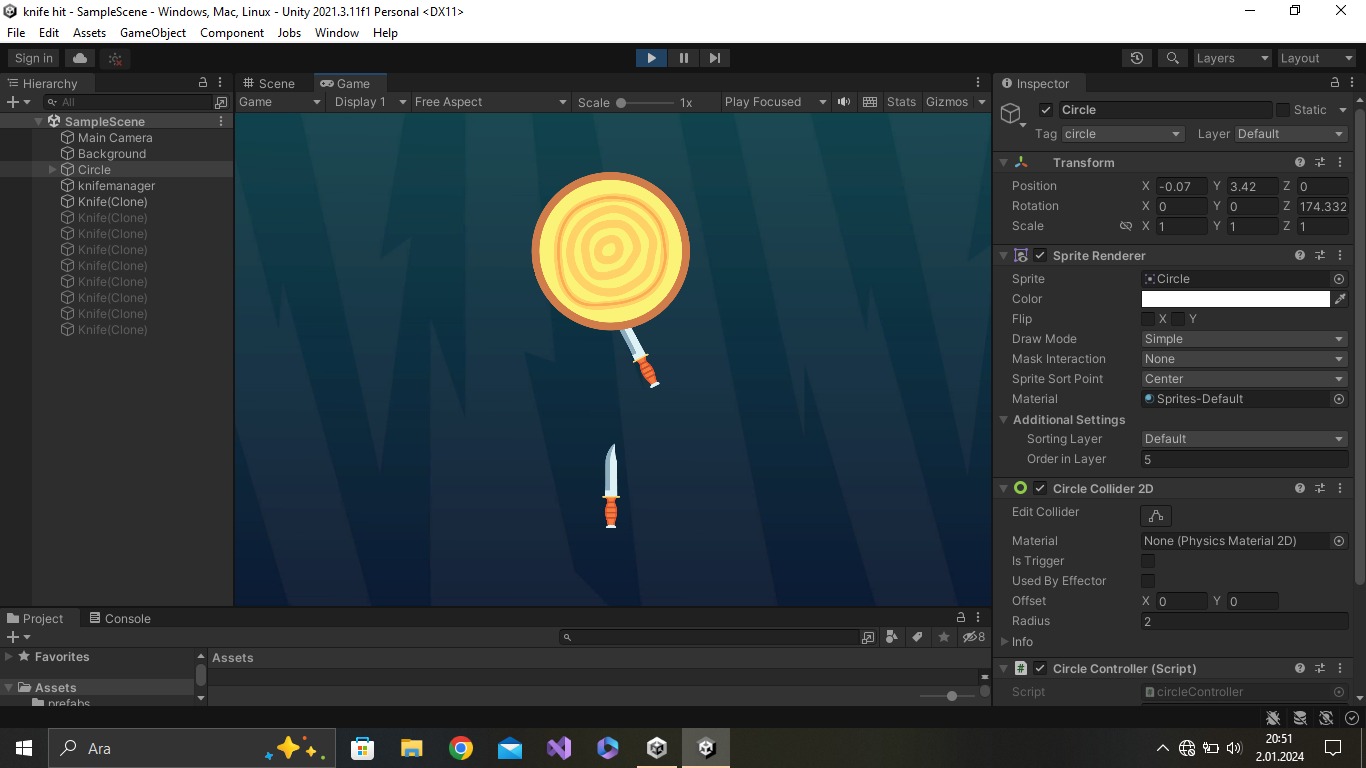 knife hit - SampleScene - Windows, Mac, Linux - Unity 2021.3.11f1 Personal <DX11>
File Edit Assets GameObject Component Jobs Window Help
Sign in
Layers Layout
Hierarchy
All
SampleScene
Main Camera
Background
Circle
knifemanager
Knife(Clone)
Knife(Clone)
Knife(Clone)
Knife(Clone)
Knife(Clone)
Knife(Clone)
Knife(Clone)
Knife(Clone)
Knife(Clone)
Scene Game
Game Display 1 Free Aspect Scale 1x Play Focused Stats Gizmos
Inspector
Circle Static
Tag circle Layer Default
Transform
Position X -0.07 Y 3.42 Z 0
Rotation X 0 Y 0 Z 174.332
Scale X 1 Y 1 Z 1
Sprite Renderer
Sprite Circle
Color
Flip X Y
Draw Mode Simple
Mask Interaction None
Sprite Sort Point Center
Material Sprites-Default
Additional Settings
Sorting Layer Default
Order in Layer 5
Circle Collider 2D
Edit Collider
Material None (Physics Material 2D)
Is Trigger
Used By Effector
Offset X 0 Y 0
Radius 2
Info
Circle Controller (Script)
Script circleController
Project Console
8
Favorites
Assets
prefabs
Assets
Ara
20:51
2.01.2024